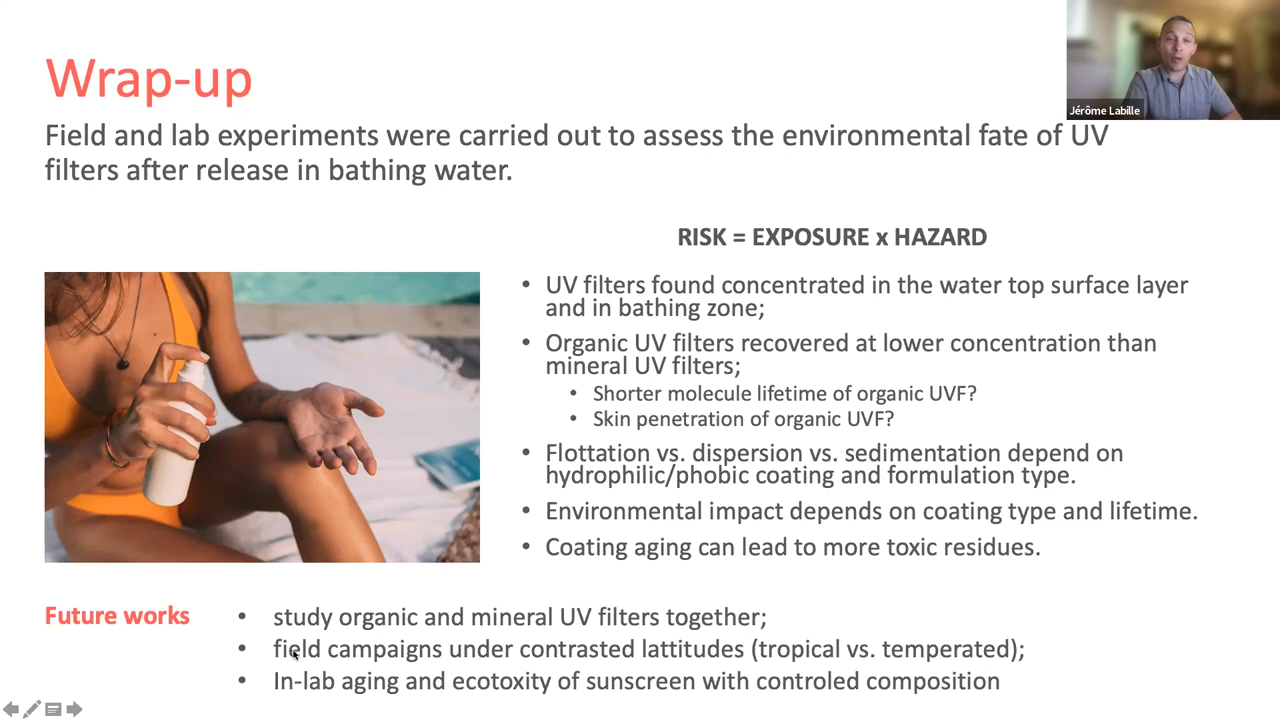 Wrap-up
Jérôme Labille
Field and lab experiments were carried out to assess the environmental fate of UV
filters after release in bathing water.
RISK = EXPOSURE x HAZARD
• UV filters found concentrated in the water top surface layer
and in bathing zone;
• Organic UV filters recovered at lower concentration than
mineral UV filters;
• Shorter molecule lifetime of organic UVF?
• Skin penetration of organic UVF?
• Flottation vs. dispersion vs. sedimentation depend on
hydrophilic/phobic coating and formulation type.
• Environmental impact depends on coating type and lifetime.
• Coating aging can lead to more toxic residues.
Future works
• study organic and mineral UV filters together;
• field campaigns under contrasted lattitudes (tropical vs. temperated);
• In-lab aging and ecotoxity of sunscreen with controled composition